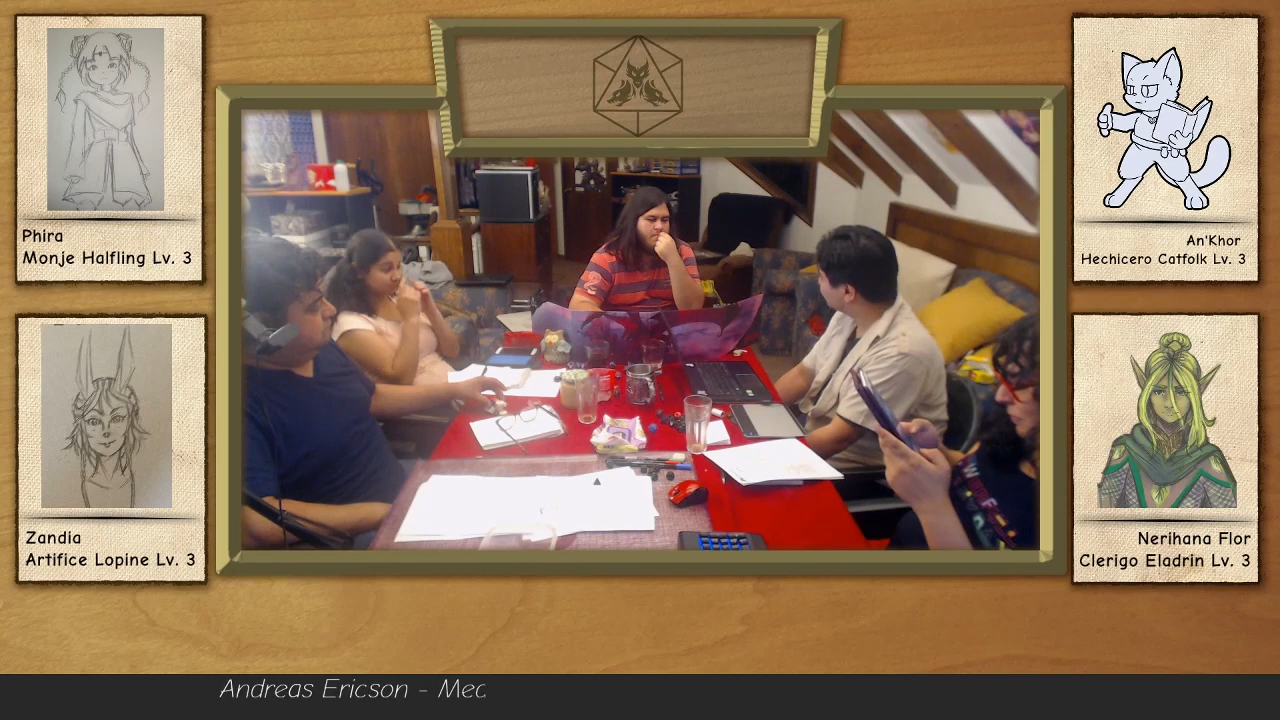 Phira
Monje Halfling Lv. 3
Zandia
Artifice Lopine Lv. 3
An'Khor
Hechicero Catfolk Lv. 3
Nerihana Flor
Clerigo Eladrin Lv. 3
Andreas Ericson - Mec